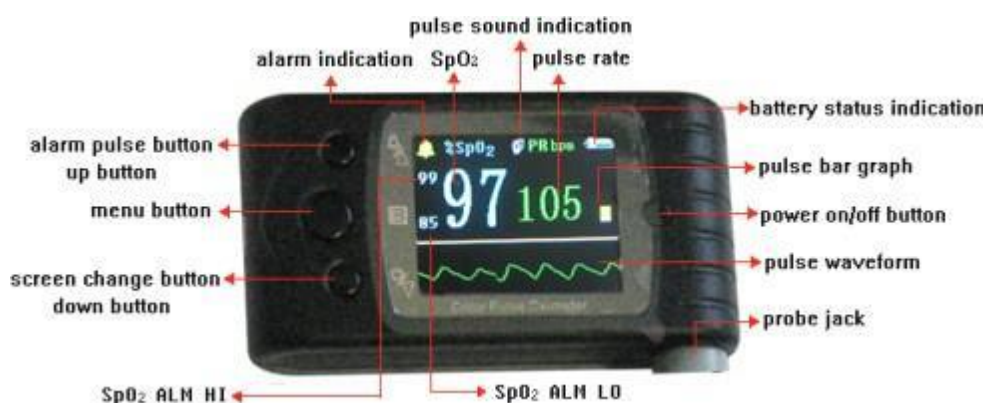 pulse sound indication
alarm indication
SpO₂
pulse rate
battery status indication
alarm pulse button
up button
%SpO₂
PRbpm
pulse bar graph
99
97
105
menu button
85
power on/off button
screen change button
down button
pulse waveform
probe jack
SpO₂ ALM HI
SpO₂ ALM LO